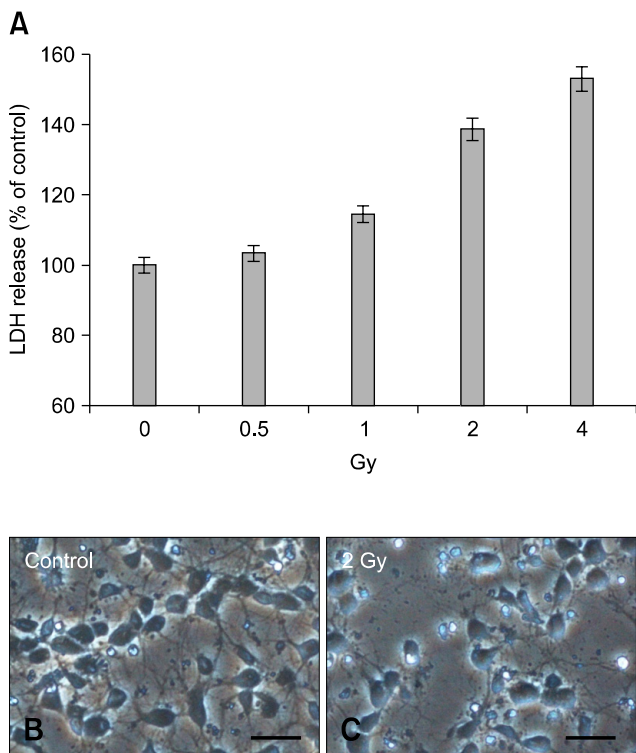 A
LDH release (% of control)
160
140
120
100
80
60
0 0.5 1 2 4
Gy
Control
2 Gy
B
C